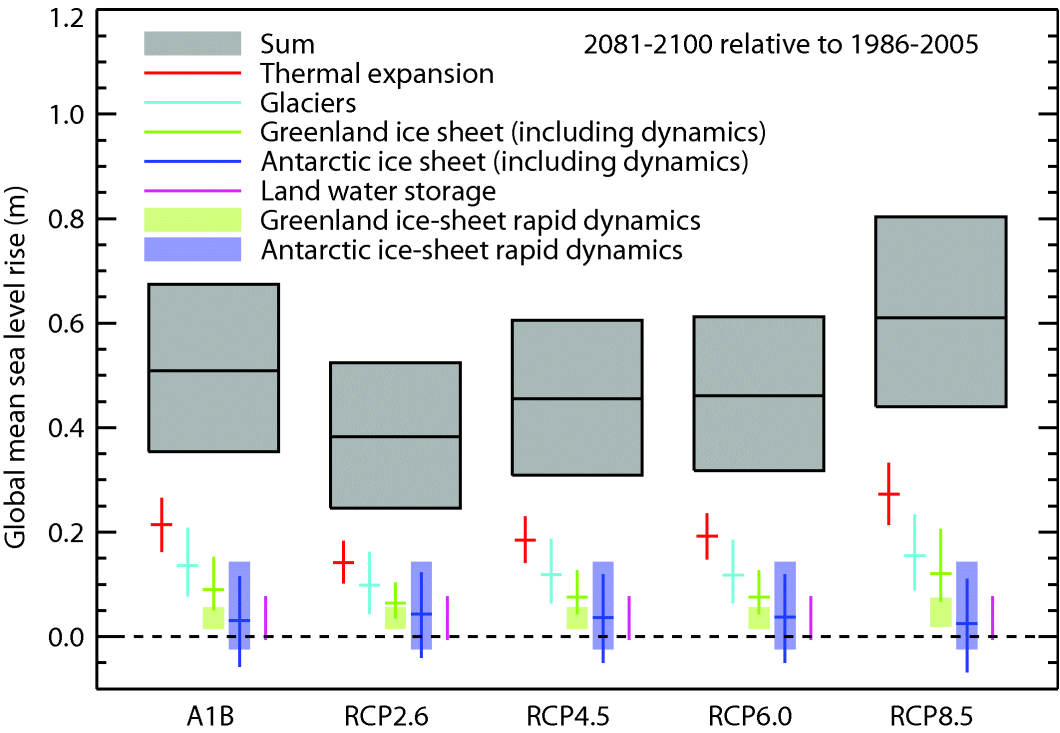 2081-2100 relative to 1986-2005
Sum
Thermal expansion
Glaciers
Greenland ice sheet (including dynamics)
Antarctic ice sheet (including dynamics)
Land water storage
Greenland ice-sheet rapid dynamics
Antarctic ice-sheet rapid dynamics
Global mean sea level rise (m)
1.2
1.0
0.8
0.6
0.4
0.2
0.0
A1B RCP2.6 RCP4.5 RCP6.0 RCP8.5